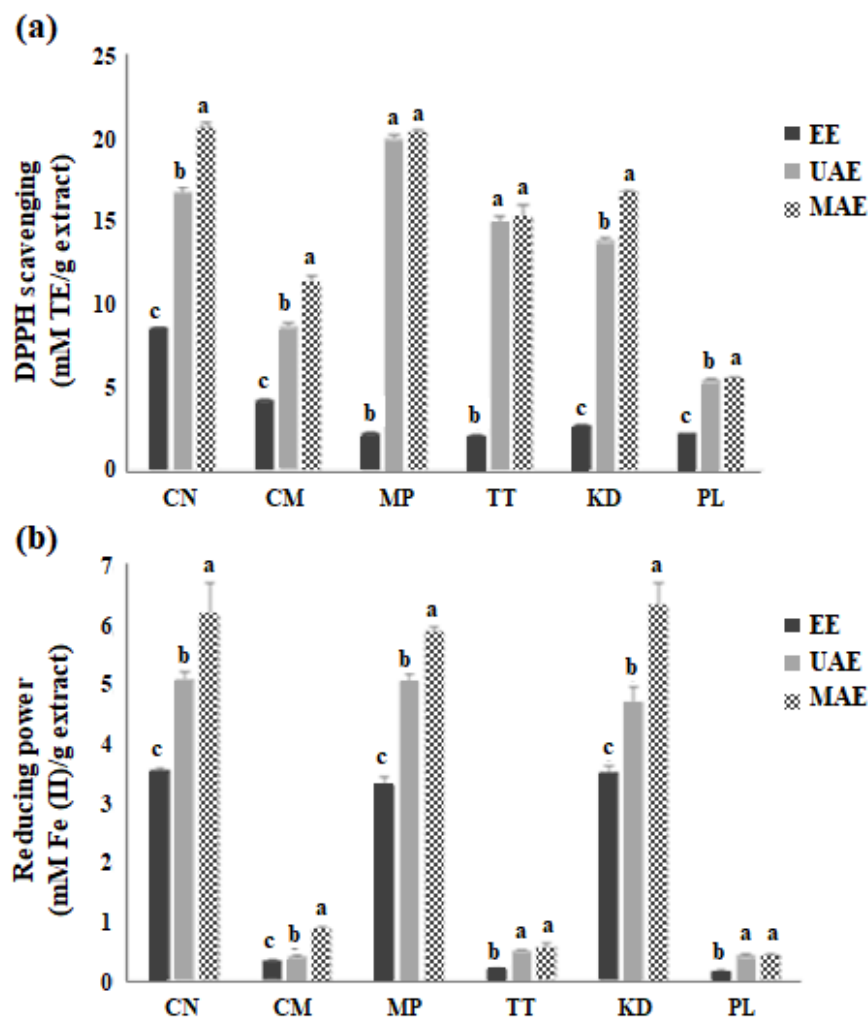 (a)
DPPH scavenging
(mM TE/g extract)
25
20
15
10
5
0
c b a
c b a
b a a
b a a
c b a
c b a
CN CM MP TT KD PL
EE
UAE
MAE
(b)
Reducing power
(mM Fe (II)/g extract)
7
6
5
4
3
2
1
0
c b a
c b a
c b a
b a a
c b a
b a a
CN CM MP TT KD PL
EE
UAE
MAE